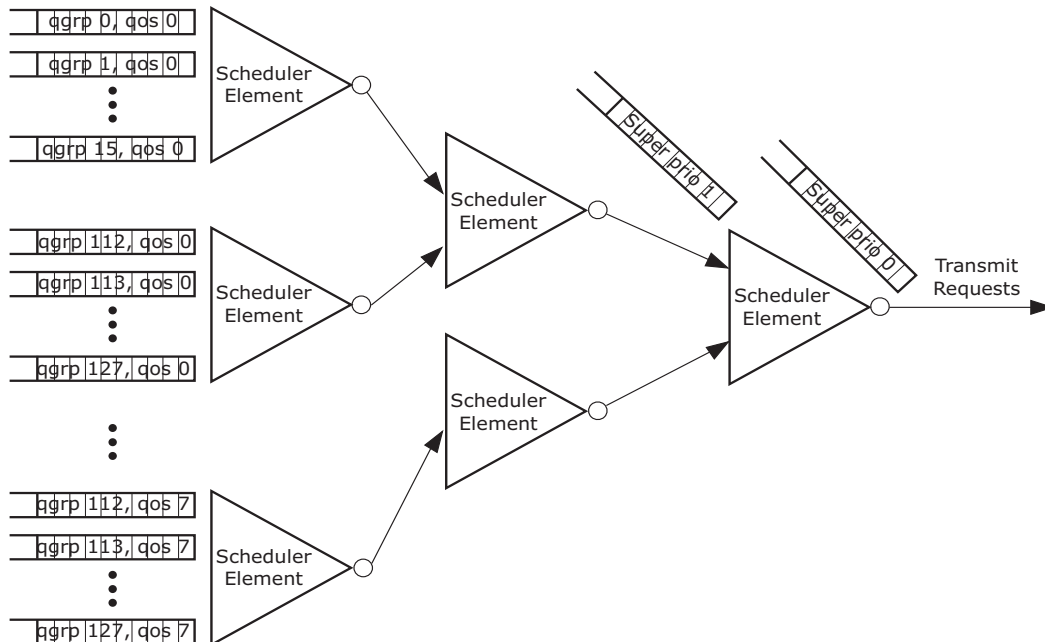 qgrp 0, qos 0
qgrp 1, qos 0
qgrp 15, qos 0
Scheduler
Element
qgrp 112, qos 0
qgrp 113, qos 0
qgrp 127, qos 0
Scheduler
Element
qgrp 112, qos 7
qgrp 113, qos 7
qgrp 127, qos 7
Scheduler
Element
Scheduler
Element
Scheduler
Element
Super prio 1
Super prio 0
Scheduler
Element
Transmit
Requests